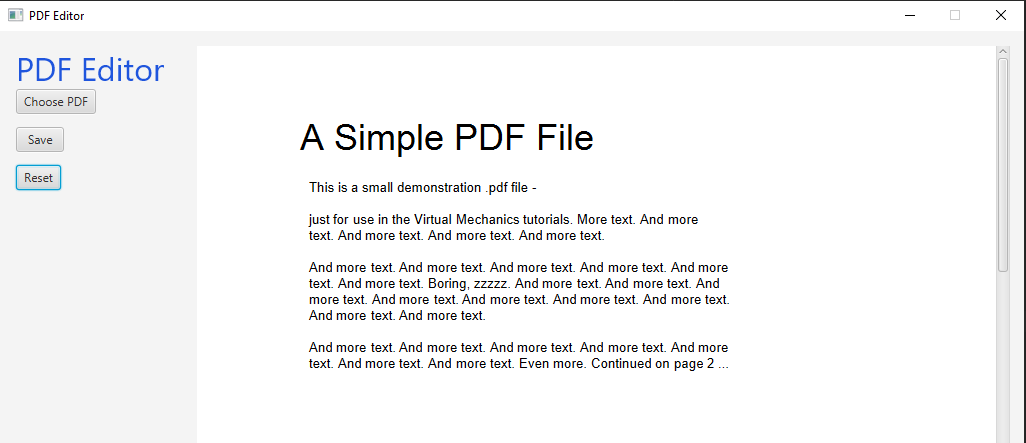 PDF Editor
PDF Editor
Choose PDF
Save
Reset
A Simple PDF File
This is a small demonstration .pdf file -
just for use in the Virtual Mechanics tutorials. More text. And more
text. And more text. And more text. And more text.
And more text. And more text. And more text. And more text. And more
text. And more text. Boring, zzzzz. And more text. And more text. And
more text. And more text. And more text. And more text. And more text.
And more text. And more text.
And more text. And more text. And more text. And more text. And more
text. And more text. And more text. Even more. Continued on page 2 ...